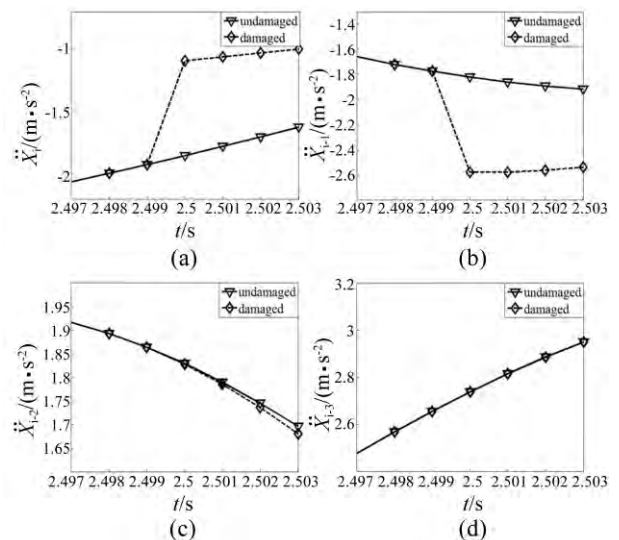 undamaged
damaged
-1
-1.5
-2
Ẍi/(m•s-2)
2.497 2.498 2.499 2.5 2.501 2.502 2.503
t/s
(a)
undamaged
damaged
-1.4
-1.6
-1.8
-2
-2.2
-2.4
-2.6
Ẍi-1/(m•s-2)
2.497 2.498 2.499 2.5 2.501 2.502 2.503
t/s
(b)
undamaged
damaged
1.95
1.9
1.85
1.8
1.75
1.7
1.65
Ẍi-2/(m•s-2)
2.497 2.498 2.499 2.5 2.501 2.502 2.503
t/s
(c)
undamaged
damaged
3.2
3
2.8
2.6
Ẍi-3/(m•s-2)
2.497 2.498 2.499 2.5 2.501 2.502 2.503
t/s
(d)